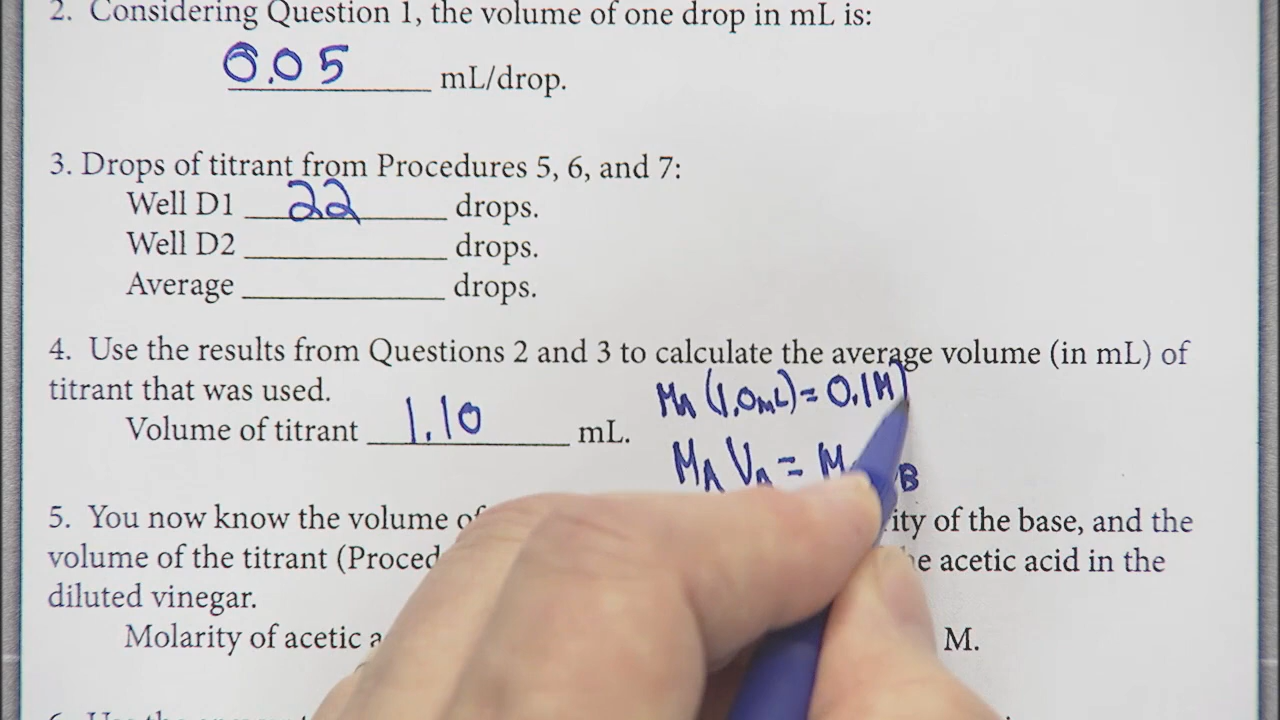 2. Considering Question 1, the volume of one drop in mL is:
0.05 mL/drop.
3. Drops of titrant from Procedures 5, 6, and 7:
Well D1 22 drops.
Well D2 drops.
Average drops.
4. Use the results from Questions 2 and 3 to calculate the average volume (in mL) of
titrant that was used.
MA (1.0mL) = 0.1M)
Volume of titrant 1.10 mL.
MA VA = M B
5. You now know the volume of ity of the base, and the
volume of the titrant (Proced e acetic acid in the
diluted vinegar.
Molarity of acetic a M.